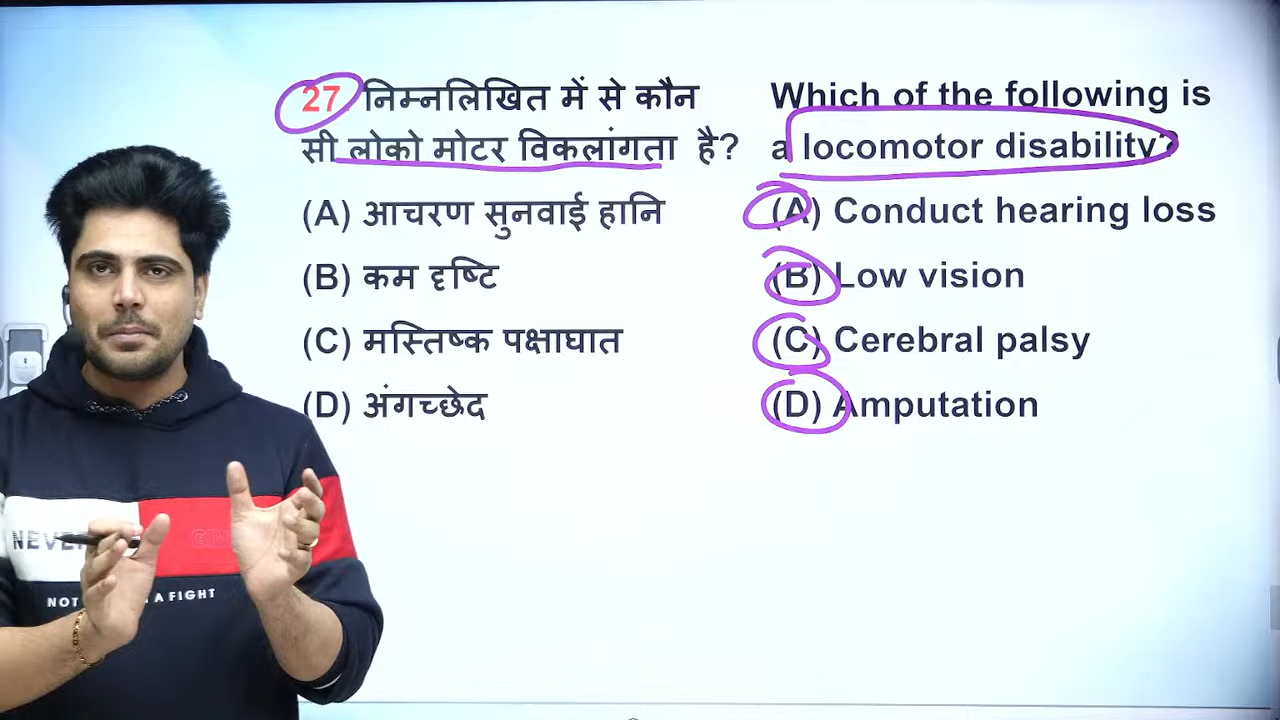 27 निम्नलिखित में से कौन
सी लोको मोटर विकलांगता है?
(A) आचरण सुनवाई हानि
(B) कम दृष्टि
(C) मस्तिष्क पक्षाघात
(D) अंगच्छेद
Which of the following is
a locomotor disability?
(A) Conduct hearing loss
(B) Low vision
(C) Cerebral palsy
(D) Amputation
NEVER
NOT A FIGHT